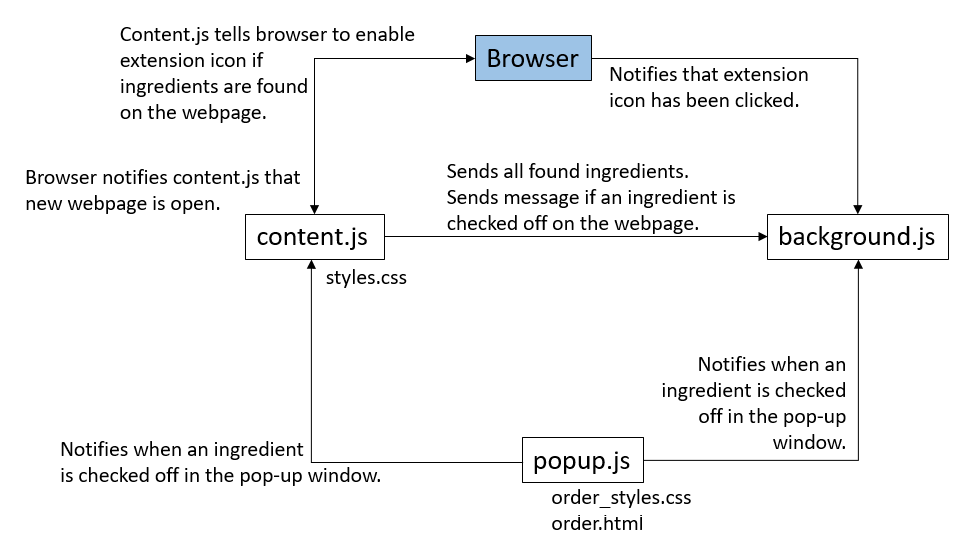 Content.js tells browser to enable
extension icon if
ingredients are found
on the webpage.
Browser
Notifies that extension
icon has been clicked.
Browser notifies content.js that
new webpage is open.
Sends all found ingredients.
Sends message if an ingredient is
checked off on the webpage.
content.js
background.js
styles.css
Notifies when an
ingredient is checked
off in the pop-up
window.
Notifies when an ingredient
is checked off in the pop-up window.
popup.js
order_styles.css
order.html